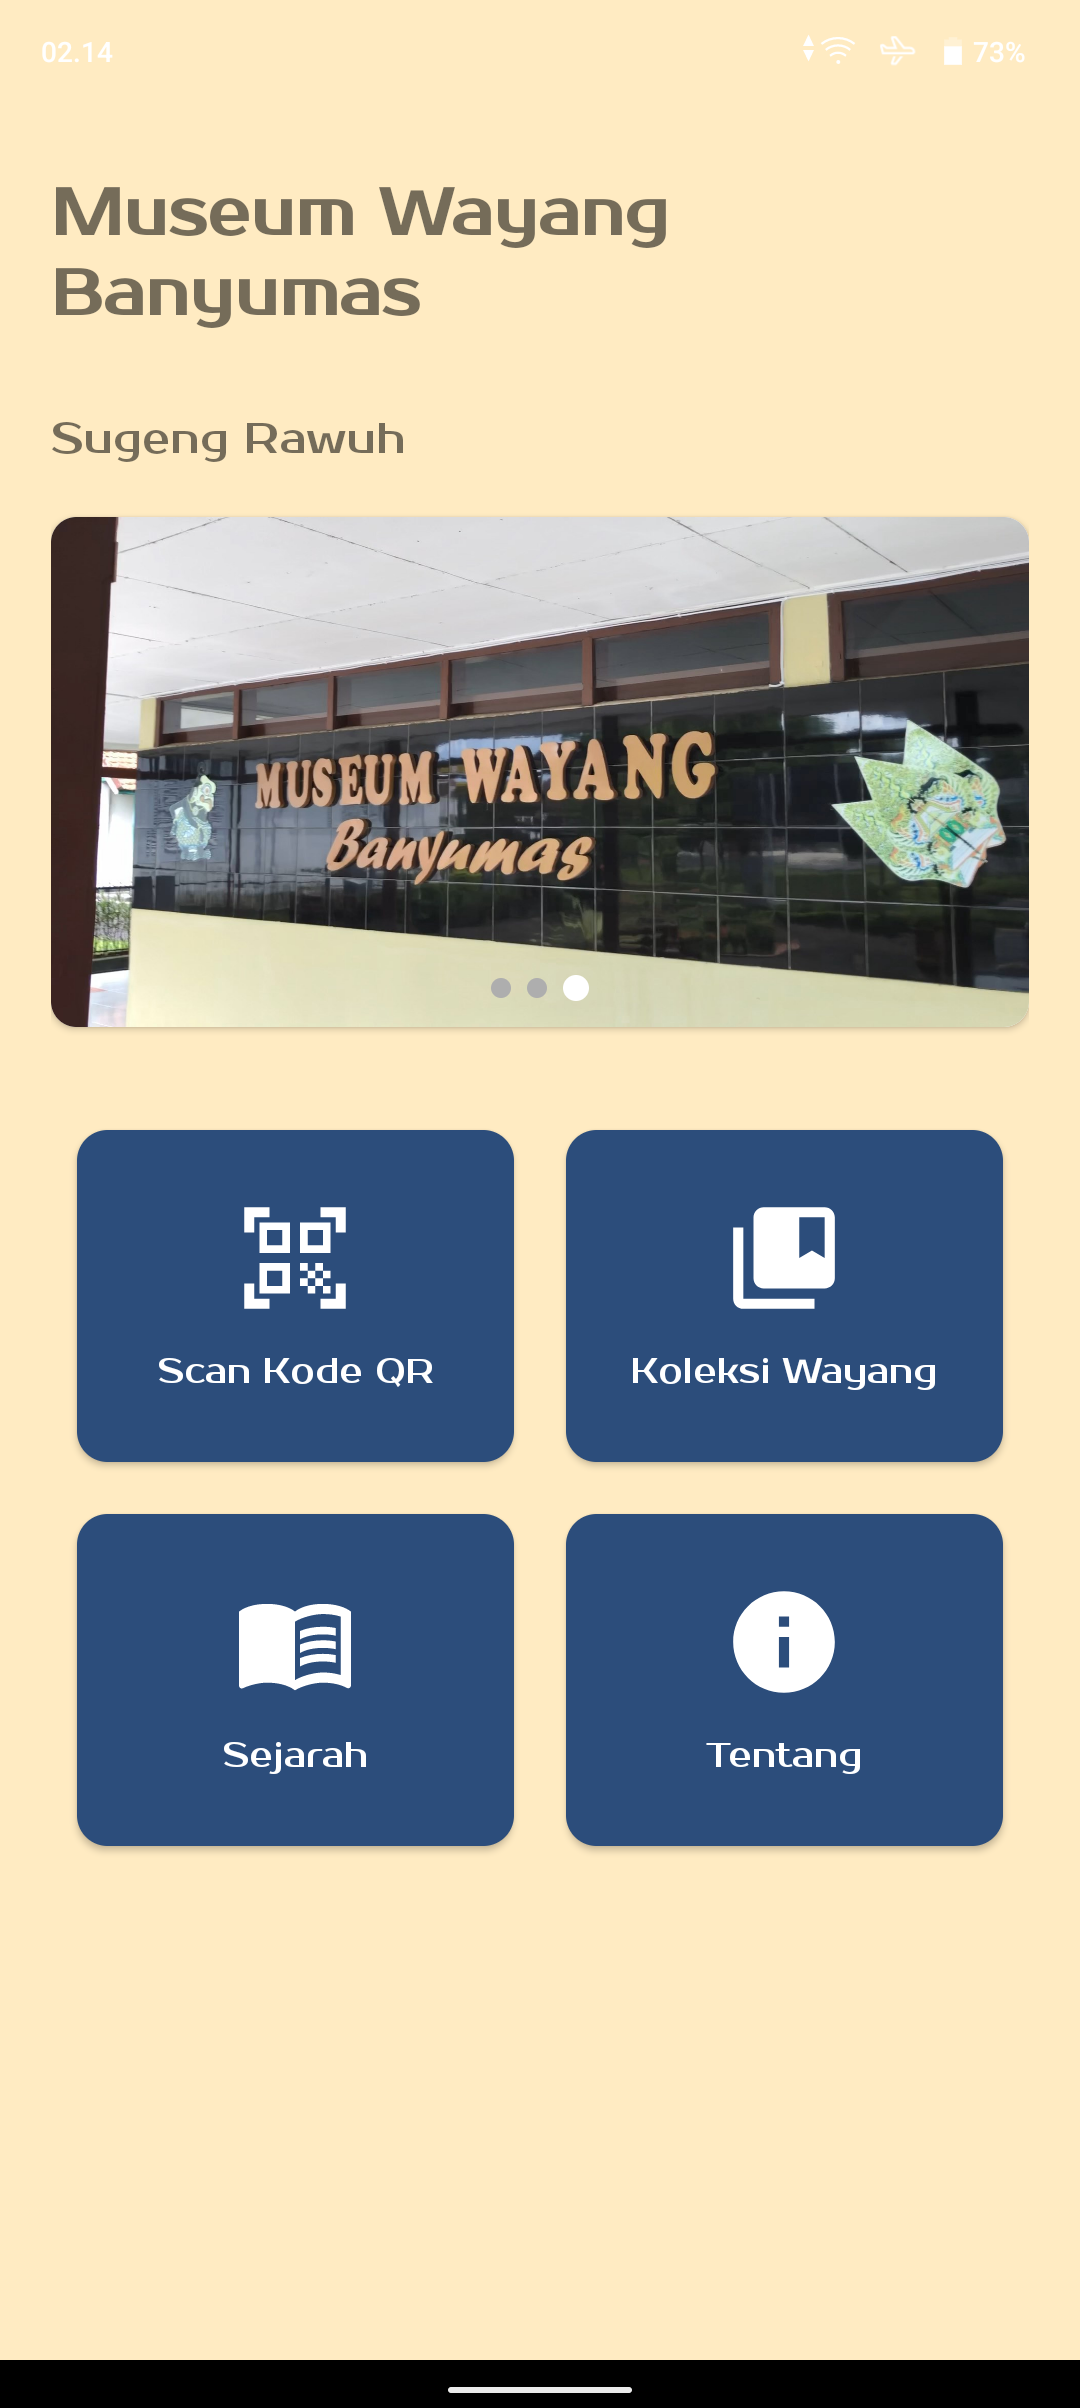 02.14
73%
Museum Wayang
Banyumas
Sugeng Rawuh
MUSEUM WAYANG
Banyumas
Scan Kode QR
Koleksi Wayang
Sejarah
Tentang